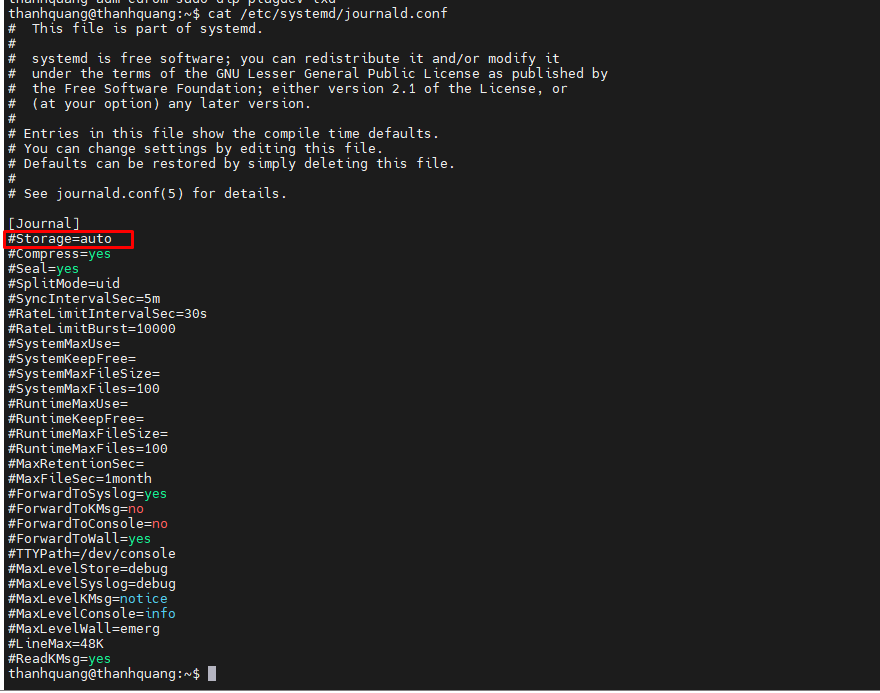 thanhquang@thanhquang:~$ cat /etc/systemd/journald.conf
#  This file is part of systemd.
#
#  systemd is free software; you can redistribute it and/or modify it
#  under the terms of the GNU Lesser General Public License as published by
#  the Free Software Foundation; either version 2.1 of the License, or
#  (at your option) any later version.
#
# Entries in this file show the compile time defaults.
# You can change settings by editing this file.
# Defaults can be restored by simply deleting this file.
#
# See journald.conf(5) for details.

[Journal]
#Storage=auto
#Compress=yes
#Seal=yes
#SplitMode=uid
#SyncIntervalSec=5m
#RateLimitIntervalSec=30s
#RateLimitBurst=10000
#SystemMaxUse=
#SystemKeepFree=
#SystemMaxFileSize=
#SystemMaxFiles=100
#RuntimeMaxUse=
#RuntimeKeepFree=
#RuntimeMaxFileSize=
#RuntimeMaxFiles=100
#MaxRetentionSec=
#MaxFileSec=1month
#ForwardToSyslog=yes
#ForwardToKMsg=no
#ForwardToConsole=no
#ForwardToWall=yes
#TTYPath=/dev/console
#MaxLevelStore=debug
#MaxLevelSyslog=debug
#MaxLevelKMsg=notice
#MaxLevelConsole=info
#MaxLevelWall=emerg
#LineMax=48K
#ReadKMsg=yes
thanhquang@thanhquang:~$